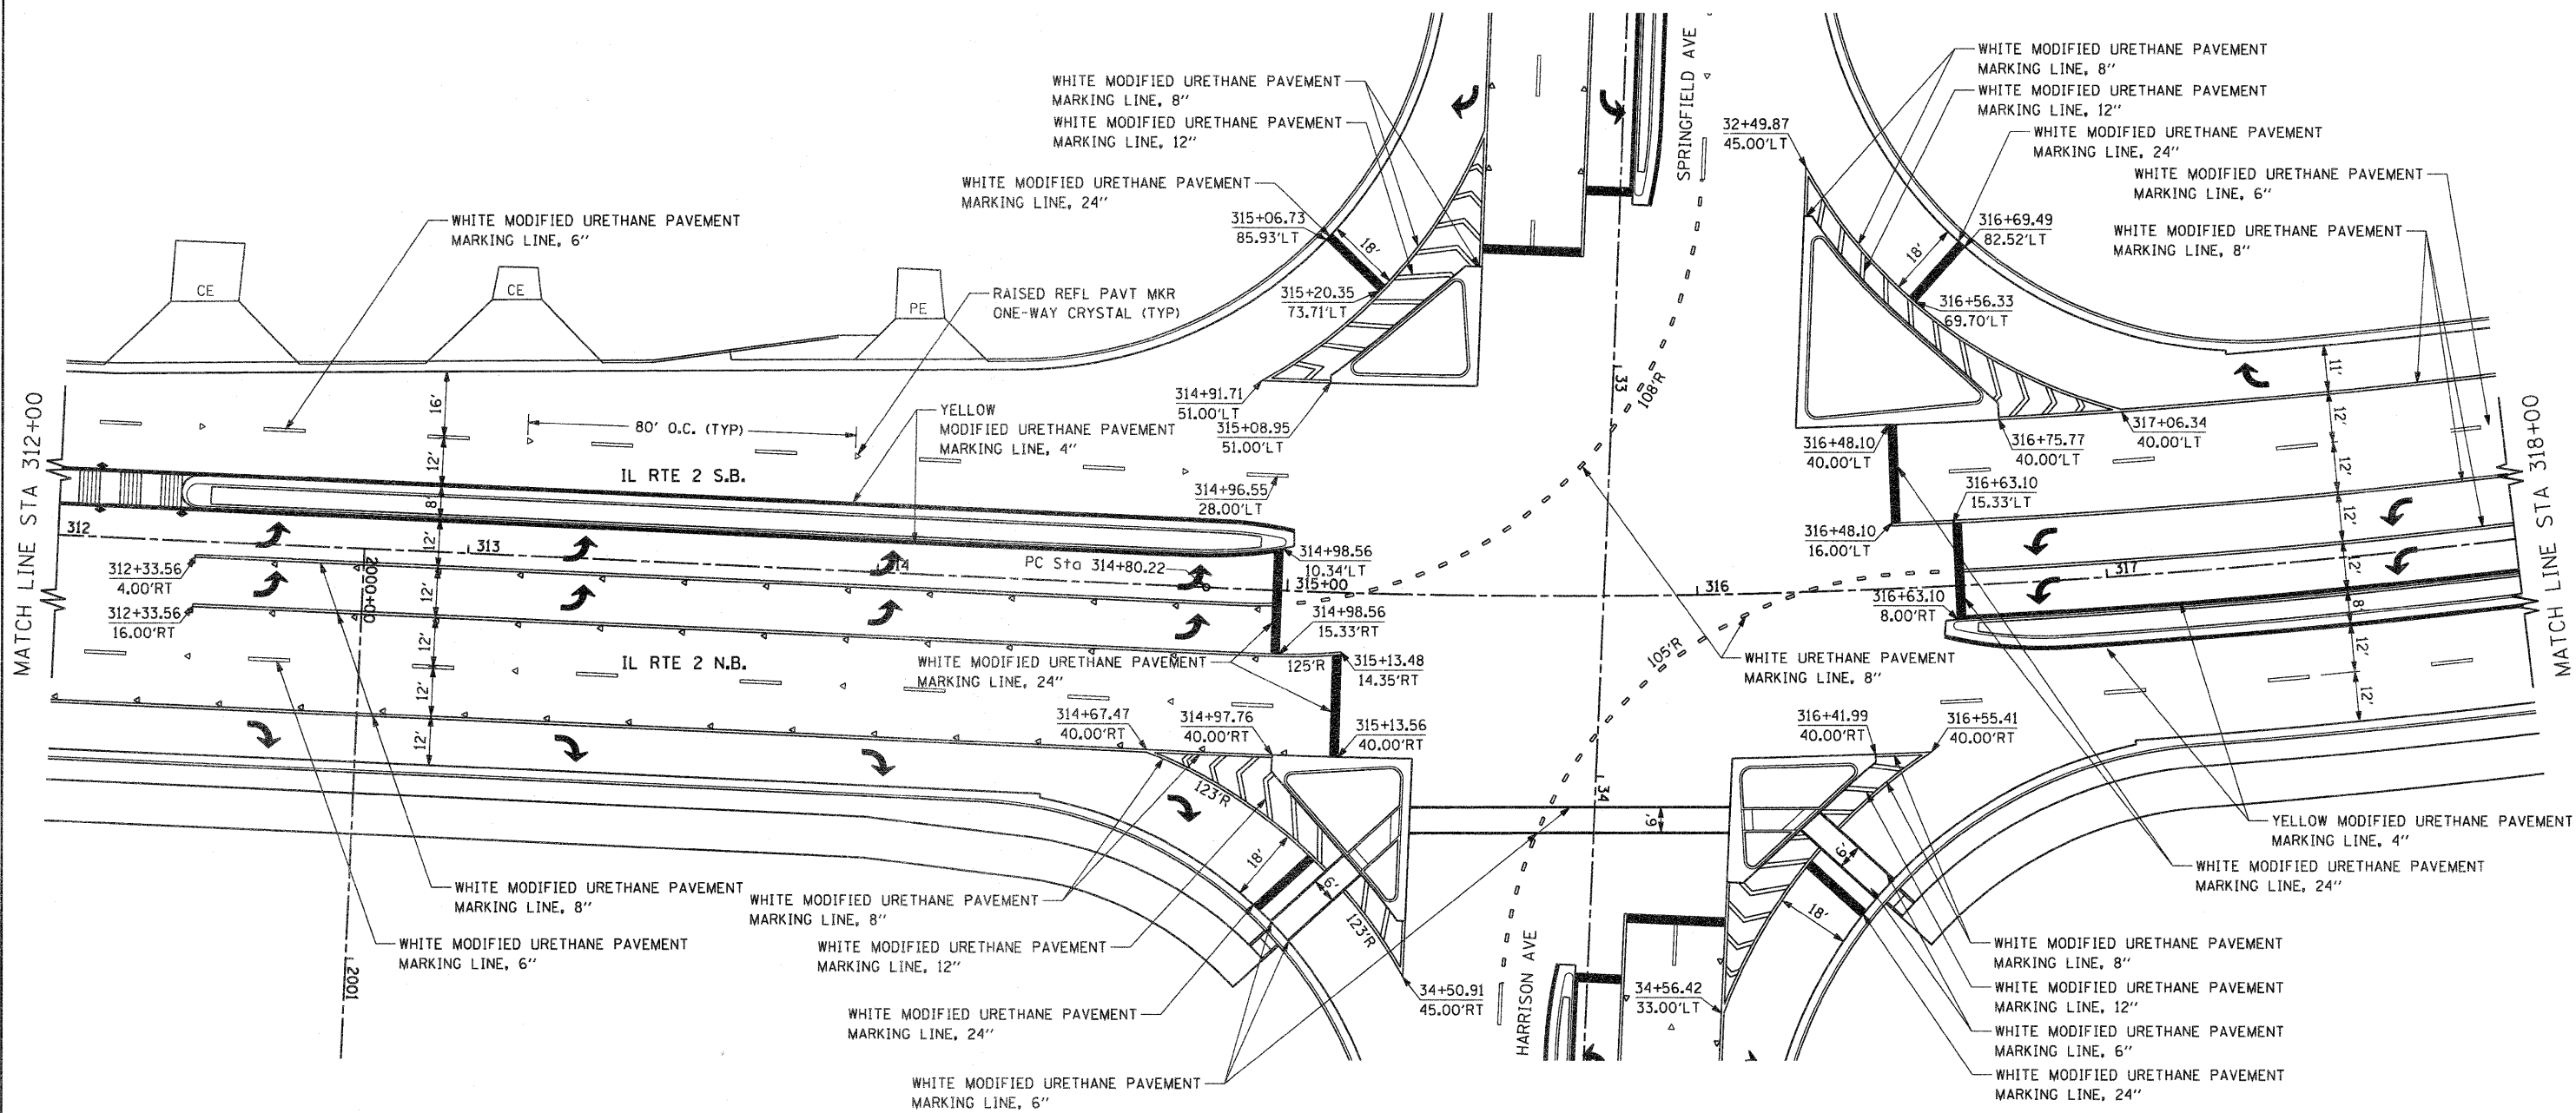 WHITE MODIFIED URETHANE PAVEMENT
MARKING LINE, 8"
WHITE MODIFIED URETHANE PAVEMENT
MARKING LINE, 12"
WHITE MODIFIED URETHANE PAVEMENT
MARKING LINE, 24"
315+06.73
85.93'LT
18'
315+20.35
73.71'LT
WHITE MODIFIED URETHANE PAVEMENT
MARKING LINE, 6"
CE
CE
PE
RAISED REFL PAVT MKR
ONE-WAY CRYSTAL (TYP)
SPRINGFIELD AVE
32+49.87
45.00'LT
WHITE MODIFIED URETHANE PAVEMENT
MARKING LINE, 8"
WHITE MODIFIED URETHANE PAVEMENT
MARKING LINE, 12"
WHITE MODIFIED URETHANE PAVEMENT
MARKING LINE, 24"
WHITE MODIFIED URETHANE PAVEMENT
MARKING LINE, 6"
WHITE MODIFIED URETHANE PAVEMENT
MARKING LINE, 8"
316+69.49
82.52'LT
18'
316+56.33
69.70'LT
MATCH LINE STA 312+00
16'
12'
8'
12'
12'
12'
12'
12'
80' O.C. (TYP)
YELLOW
MODIFIED URETHANE PAVEMENT
MARKING LINE, 4"
314+91.71
51.00'LT
315+08.95
51.00'LT
IL RTE 2 S.B.
314+96.55
28.00'LT
33
108'R
11'
12'
12'
12'
12'
8'
12'
12'
317+06.34
40.00'LT
316+75.77
40.00'LT
316+48.10
40.00'LT
316+63.10
15.33'LT
316+48.10
16.00'LT
MATCH LINE STA 318+00
312
313
314
PC Sta 314+80.22
314+98.56
10.34'LT
315+00
316
317
312+33.56
4.00'RT
2000+00
312+33.56
16.00'RT
314+98.56
15.33'RT
316+63.10
8.00'RT
IL RTE 2 N.B.
WHITE MODIFIED URETHANE PAVEMENT
MARKING LINE, 24"
125'R
315+13.48
14.35'RT
105'R
WHITE URETHANE PAVEMENT
MARKING LINE, 8"
314+67.47
40.00'RT
314+97.76
40.00'RT
315+13.56
40.00'RT
316+41.99
40.00'RT
316+55.41
40.00'RT
123'R
34
6'
YELLOW MODIFIED URETHANE PAVEMENT
MARKING LINE, 4"
WHITE MODIFIED URETHANE PAVEMENT
MARKING LINE, 24"
18'
6'
123'R
6'
18'
WHITE MODIFIED URETHANE PAVEMENT
MARKING LINE, 8"
WHITE MODIFIED URETHANE PAVEMENT
MARKING LINE, 6"
2001
WHITE MODIFIED URETHANE PAVEMENT
MARKING LINE, 8"
WHITE MODIFIED URETHANE PAVEMENT
MARKING LINE, 12"
WHITE MODIFIED URETHANE PAVEMENT
MARKING LINE, 24"
WHITE MODIFIED URETHANE PAVEMENT
MARKING LINE, 6"
34+50.91
45.00'RT
HARRISON AVE
34+56.42
33.00'LT
WHITE MODIFIED URETHANE PAVEMENT
MARKING LINE, 8"
WHITE MODIFIED URETHANE PAVEMENT
MARKING LINE, 12"
WHITE MODIFIED URETHANE PAVEMENT
MARKING LINE, 6"
WHITE MODIFIED URETHANE PAVEMENT
MARKING LINE, 24"